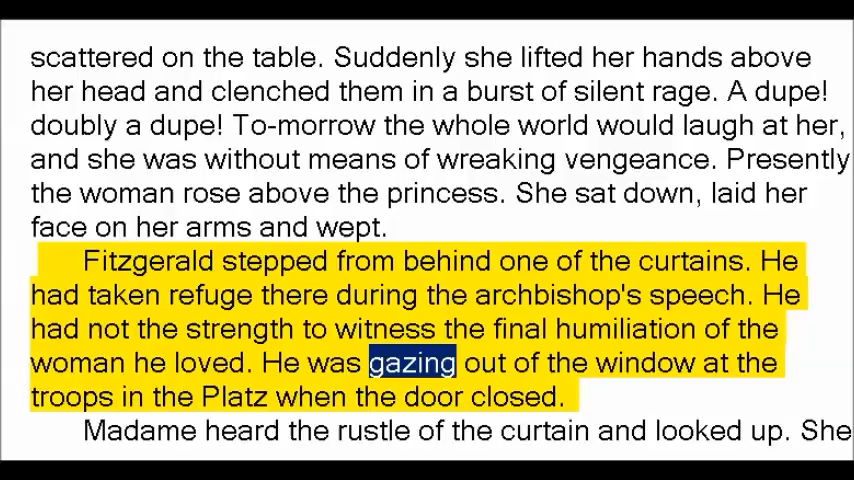 scattered on the table. Suddenly she lifted her hands above
her head and clenched them in a burst of silent rage. A dupe!
doubly a dupe! To-morrow the whole world would laugh at her,
and she was without means of wreaking vengeance. Presently
the woman rose above the princess. She sat down, laid her
face on her arms and wept.
Fitzgerald stepped from behind one of the curtains. He
had taken refuge there during the archbishop's speech. He
had not the strength to witness the final humiliation of the
woman he loved. He was gazing out of the window at the
troops in the Platz when the door closed.
Madame heard the rustle of the curtain and looked up. She